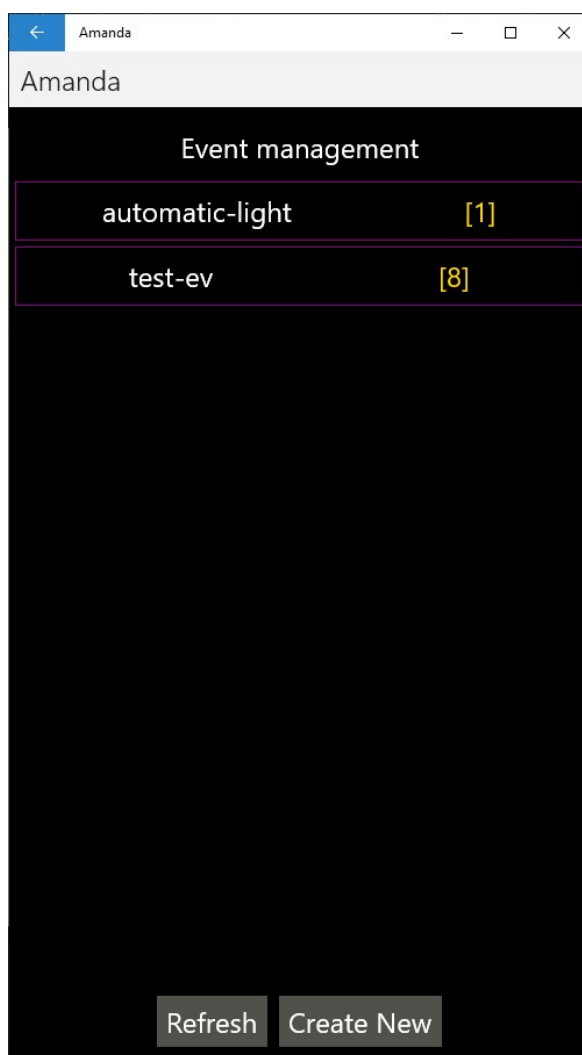 Amanda
Amanda
Event management
automatic-light [1]
test-ev [8]
Refresh Create New